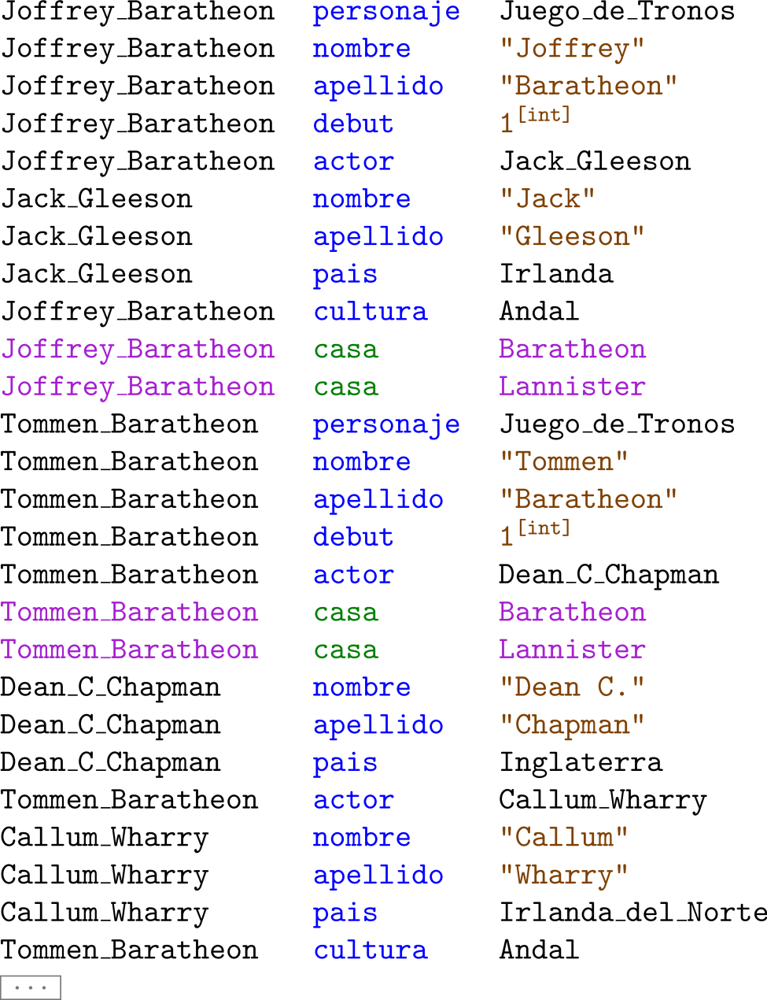 Joffrey_Baratheon personaje Juego_de_Tronos
Joffrey_Baratheon nombre "Joffrey"
Joffrey_Baratheon apellido "Baratheon"
Joffrey_Baratheon debut 1[int]
Joffrey_Baratheon actor Jack_Gleeson
Jack_Gleeson nombre "Jack"
Jack_Gleeson apellido "Gleeson"
Jack_Gleeson pais Irlanda
Joffrey_Baratheon cultura Andal
Joffrey_Baratheon casa Baratheon
Joffrey_Baratheon casa Lannister
Tommen_Baratheon personaje Juego_de_Tronos
Tommen_Baratheon nombre "Tommen"
Tommen_Baratheon apellido "Baratheon"
Tommen_Baratheon debut 1[int]
Tommen_Baratheon actor Dean_C_Chapman
Tommen_Baratheon casa Baratheon
Tommen_Baratheon casa Lannister
Dean_C_Chapman nombre "Dean C."
Dean_C_Chapman apellido "Chapman"
Dean_C_Chapman pais Inglaterra
Tommen_Baratheon actor Callum_Wharry
Callum_Wharry nombre "Callum"
Callum_Wharry apellido "Wharry"
Callum_Wharry pais Irlanda_del_Norte
Tommen_Baratheon cultura Andal
...